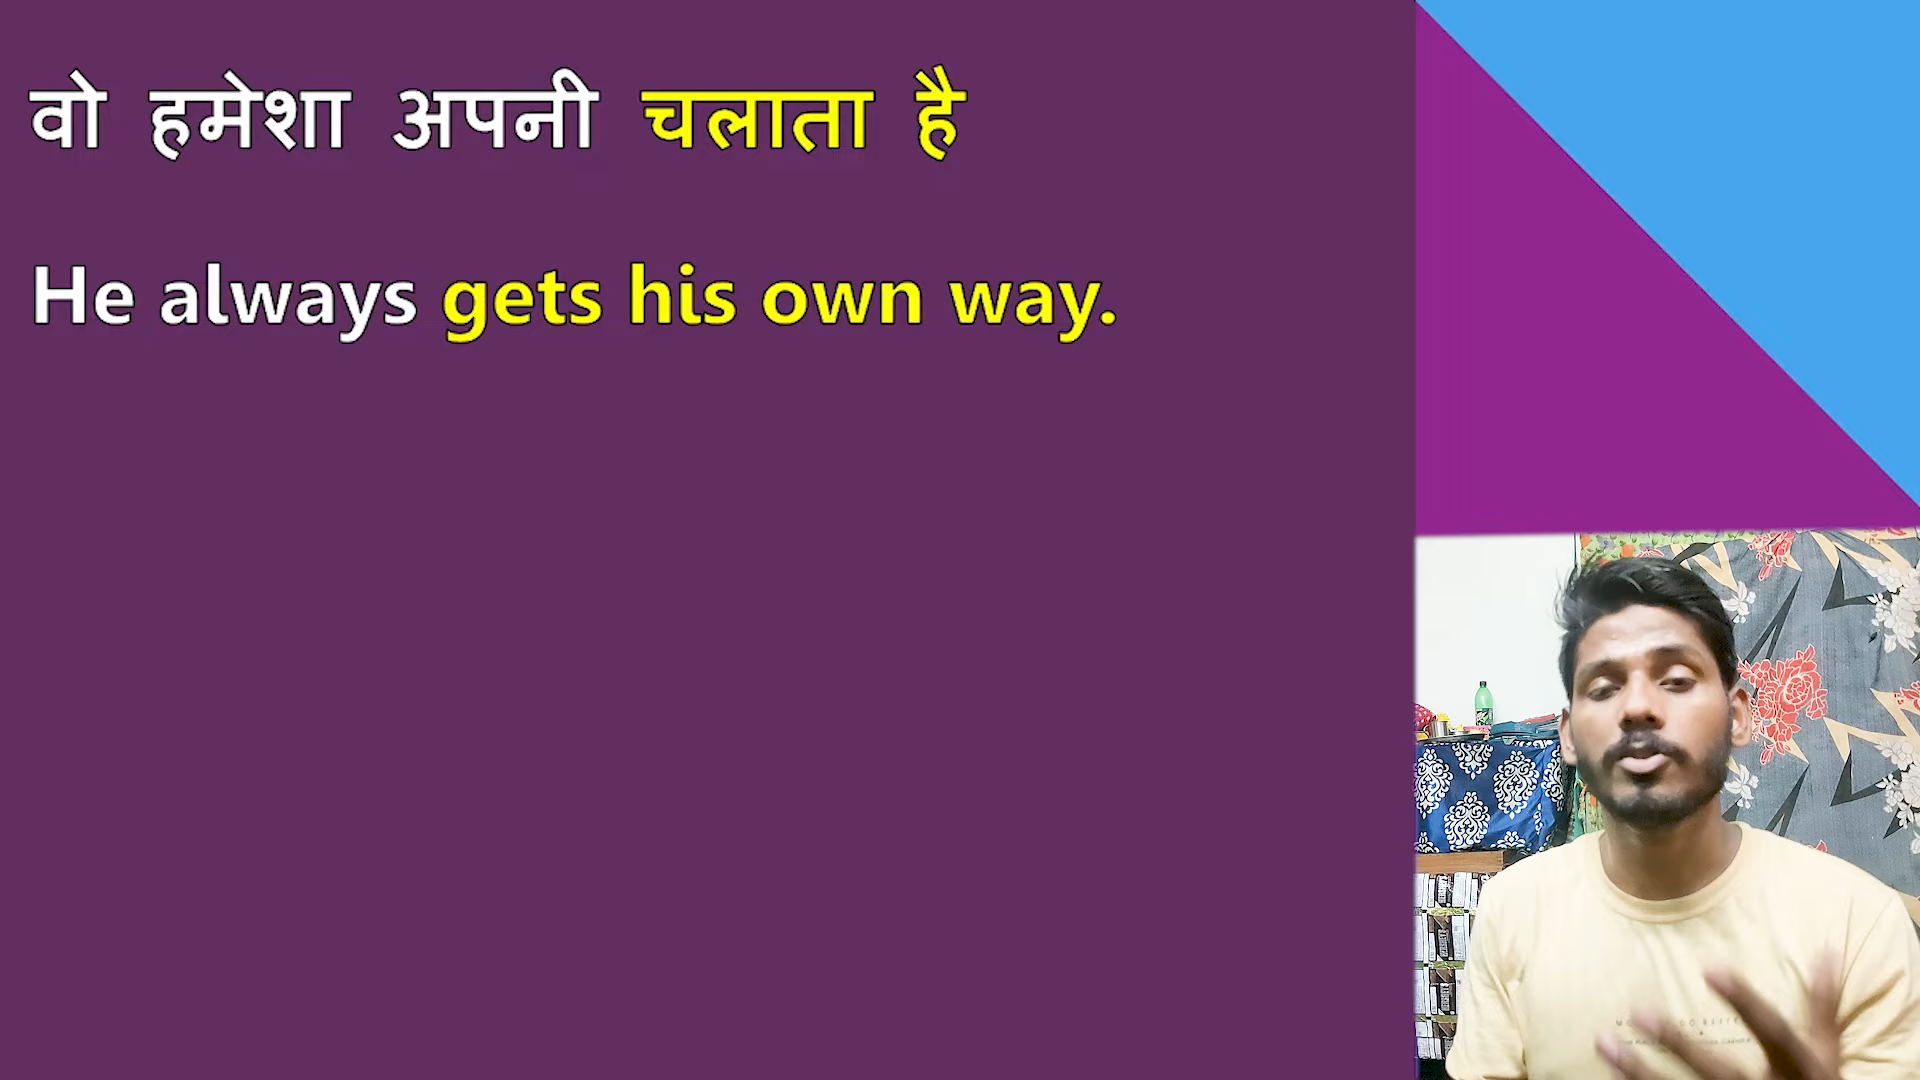 वो हमेशा अपनी चलाता है
He always gets his own way.